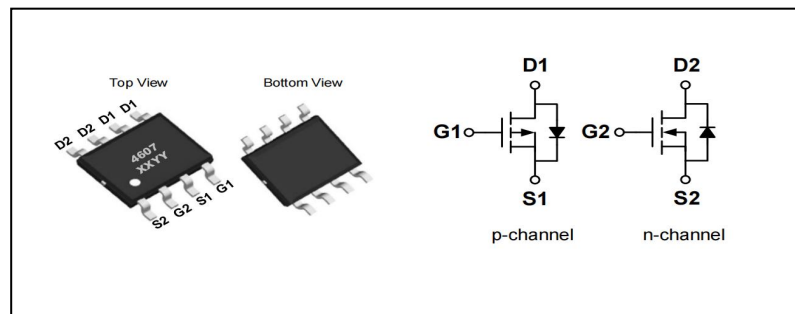 Top View
Bottom View
D2 D2 D1 D1
4607
XXYY
S2 G2 S1 G1
D1
G1
S1
p-channel
D2
G2
S2
n-channel